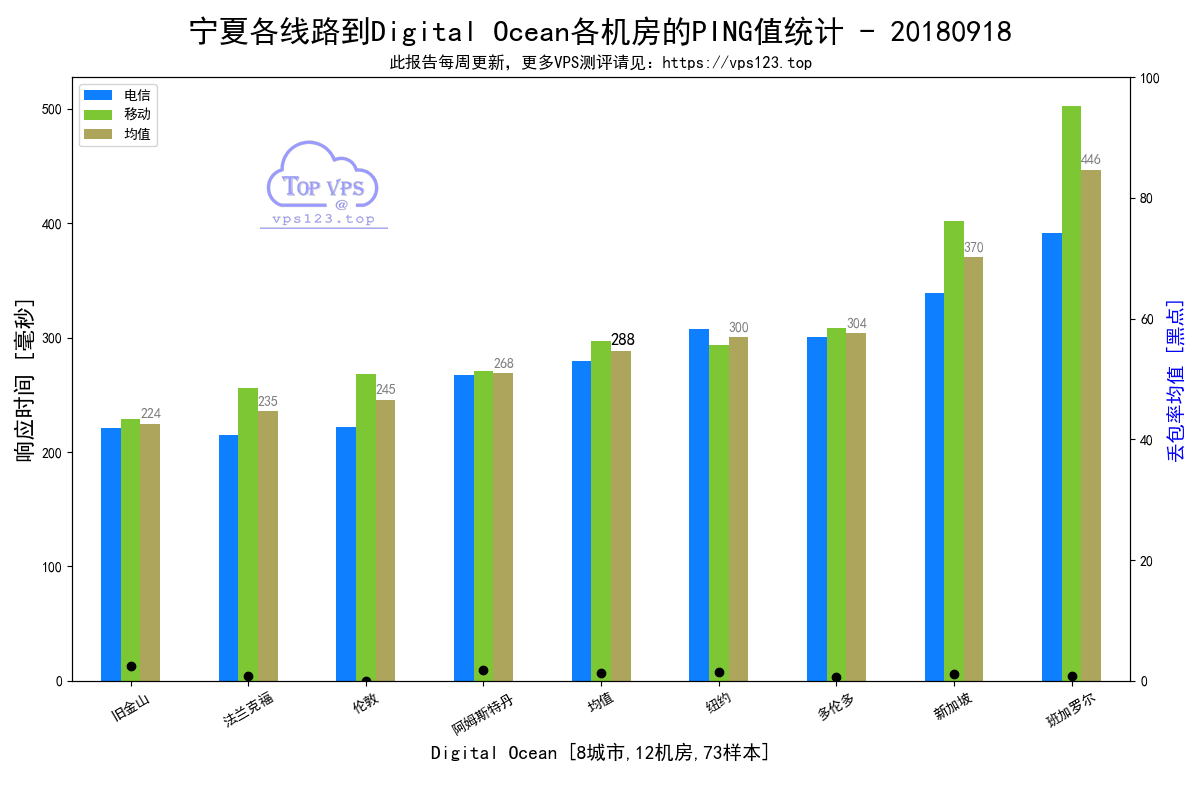 宁夏各线路到Digital Ocean各机房的PING值统计 - 20180918
此报告每周更新，更多VPS测评请见：https://vps123.top
电信
移动
均值
TOP VPS
@
vps123.top
响应时间 [毫秒]
丢包率均值 [黑点]
500
400
300
200
100
0
100
80
60
40
20
0
224
235
245
268
288
300
304
370
446
旧金山
法兰克福
伦敦
阿姆斯特丹
均值
纽约
多伦多
新加坡
班加罗尔
Digital Ocean [8城市,12机房,73样本]